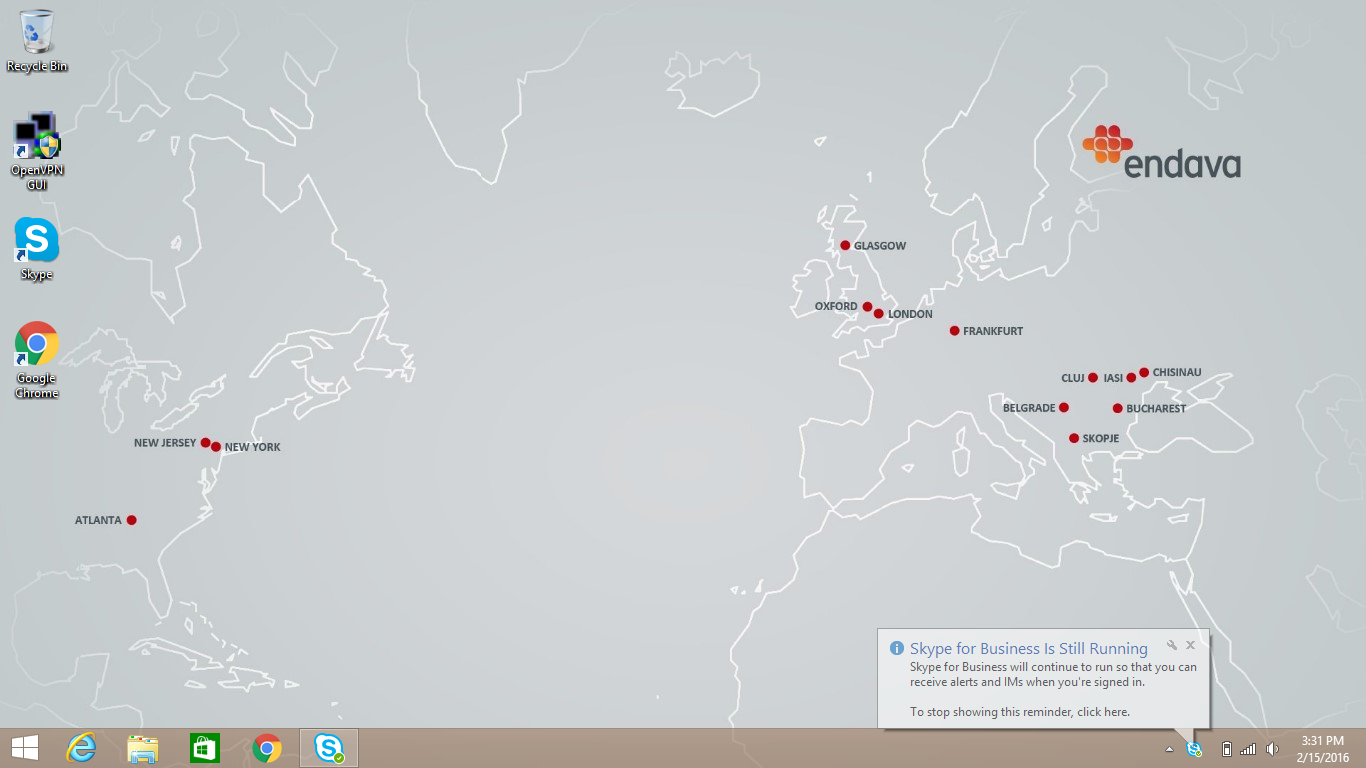 Recycle Bin
OpenVPN
GUI
Skype
Google
Chrome
endava
GLASGOW
OXFORD
LONDON
FRANKFURT
CHISINAU
CLUJ
IASI
BELGRADE
BUCHAREST
SKOPJE
NEW JERSEY
NEW YORK
ATLANTA
Skype for Business Is Still Running
Skype for Business will continue to run so that you can
receive alerts and IMs when you're signed in.
To stop showing this reminder, click here.
3:31 PM
2/15/2016